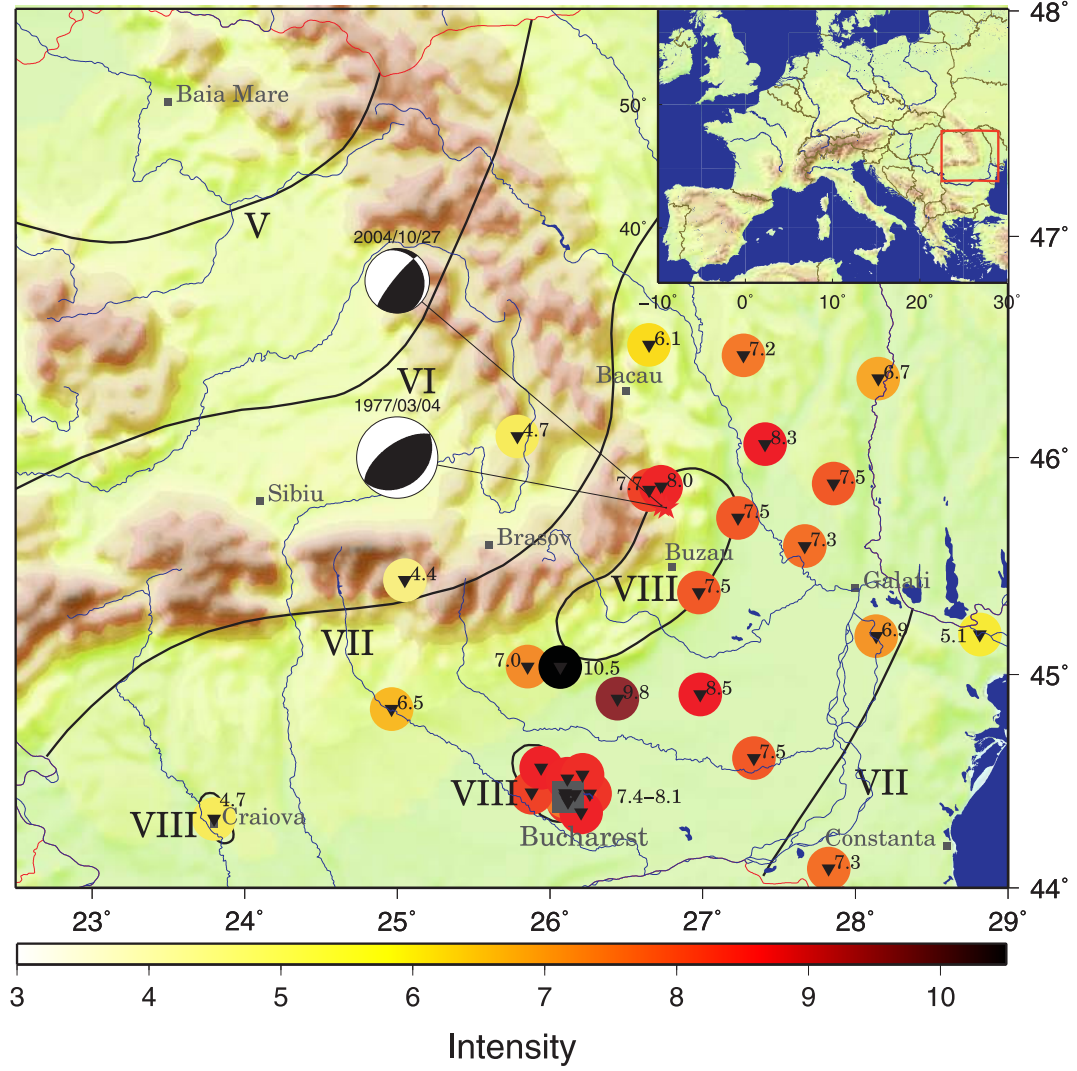 48°
Baia Mare
50°
V
47°
2004/10/27
40°
-10° 0° 10° 20° 30°
6.1
7.2
6.7
Bacau
VI
1977/03/04
4.7
8.3
46°
7.7 8.0
7.5
Sibiu
7.5
Brasov
7.3
Buzau
4.4
VIII
7.5
Galati
VII
6.9
5.1
7.0
10.5
45°
9.8
8.5
6.5
7.5
VIII
7.4–8.1
VII
4.7
VIII
Craiova
Bucharest
Constanta
7.3
44°
23° 24° 25° 26° 27° 28° 29°
3 4 5 6 7 8 9 10
Intensity